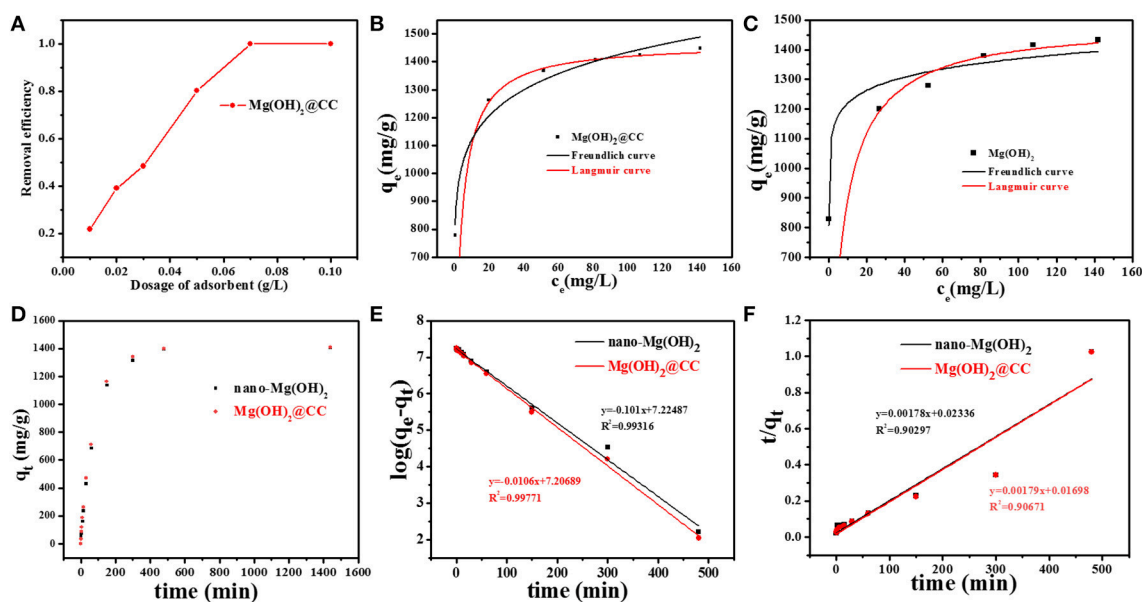 A
Removal efficiency
1.0
0.8
0.6
0.4
0.2
Mg(OH)2@CC
0.00 0.02 0.04 0.06 0.08 0.10
Dosage of adsorbent (g/L)
B
qe(mg/g)
1600
1500
1400
1300
1200
1100
1000
900
800
700
Mg(OH)2@CC
Freundlich curve
Langmuir curve
0 20 40 60 80 100 120 140 160
ce(mg/L)
C
qe(mg/g)
1600
1500
1400
1300
1200
1100
1000
900
800
700
Mg(OH)2
Freundlich curve
Langmuir curve
0 20 40 60 80 100 120 140 160
ce(mg/L)
D
qt (mg/g)
1600
1400
1200
1000
800
600
400
200
0
nano-Mg(OH)2
Mg(OH)2@CC
0 200 400 600 800 1000 1200 1400 1600
time (min)
E
log(qe-qt)
8
7
6
5
4
3
2
nano-Mg(OH)2
Mg(OH)2@CC
y=-0.101x+7.22487
R2=0.99316
y=-0.0106x+7.20689
R2=0.99771
0 100 200 300 400 500
time (min)
F
t/qt
1.2
1.0
0.8
0.6
0.4
0.2
0.0
nano-Mg(OH)2
Mg(OH)2@CC
y=0.00178x+0.02336
R2=0.90297
y=0.00179x+0.01698
R2=0.90671
0 100 200 300 400 500
time (min)